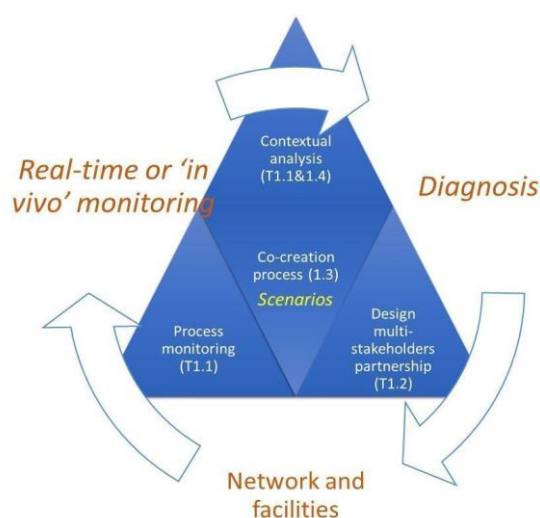 Contextual
analysis
(T1.1&1.4)
Real-time or ‘in
vivo’ monitoring
Diagnosis
Co-creation
process (1.3)
Scenarios
Process
monitoring
(T1.1)
Design
multi-
stakeholders
partnership
(T1.2)
Network and
facilities